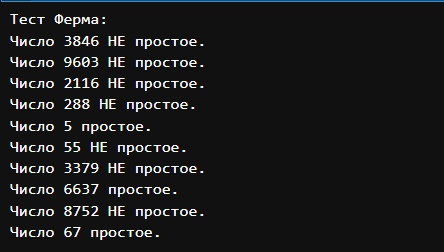 Тест Ферма:
Число 3846 НЕ простое.
Число 9603 НЕ простое.
Число 2116 НЕ простое.
Число 288 НЕ простое.
Число 5 простое.
Число 55 НЕ простое.
Число 3379 НЕ простое.
Число 6637 простое.
Число 8752 НЕ простое.
Число 67 простое.